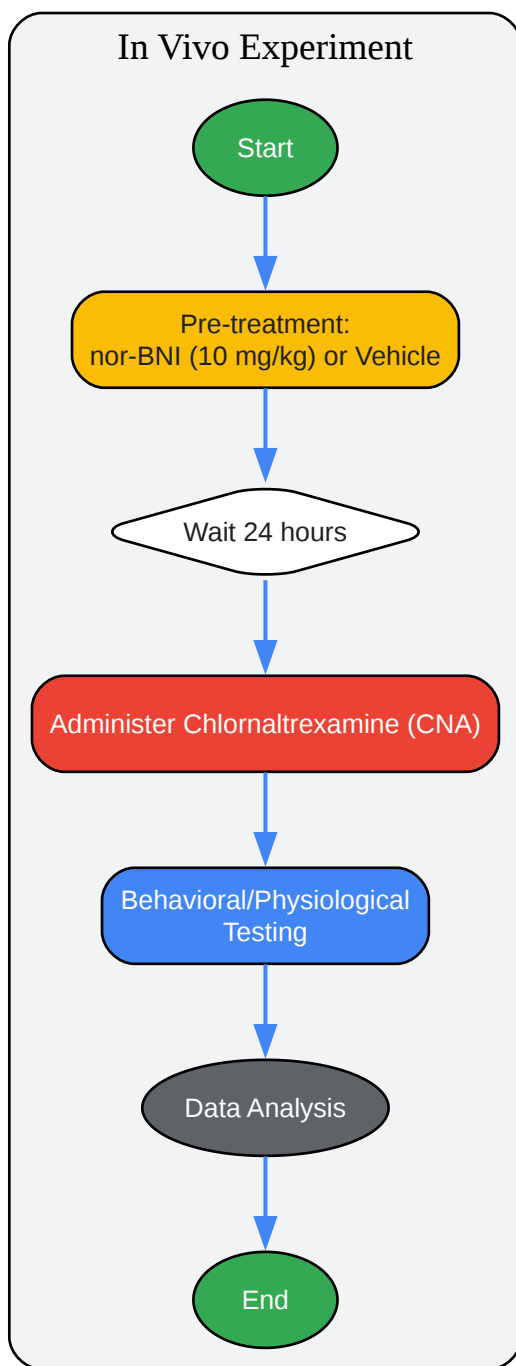 In Vivo Experiment
Start
Pre-treatment:
nor-BNI (10 mg/kg) or Vehicle
Wait 24 hours
Administer Chlornaltrexamine (CNA)
Behavioral/Physiological
Testing
Data Analysis
End